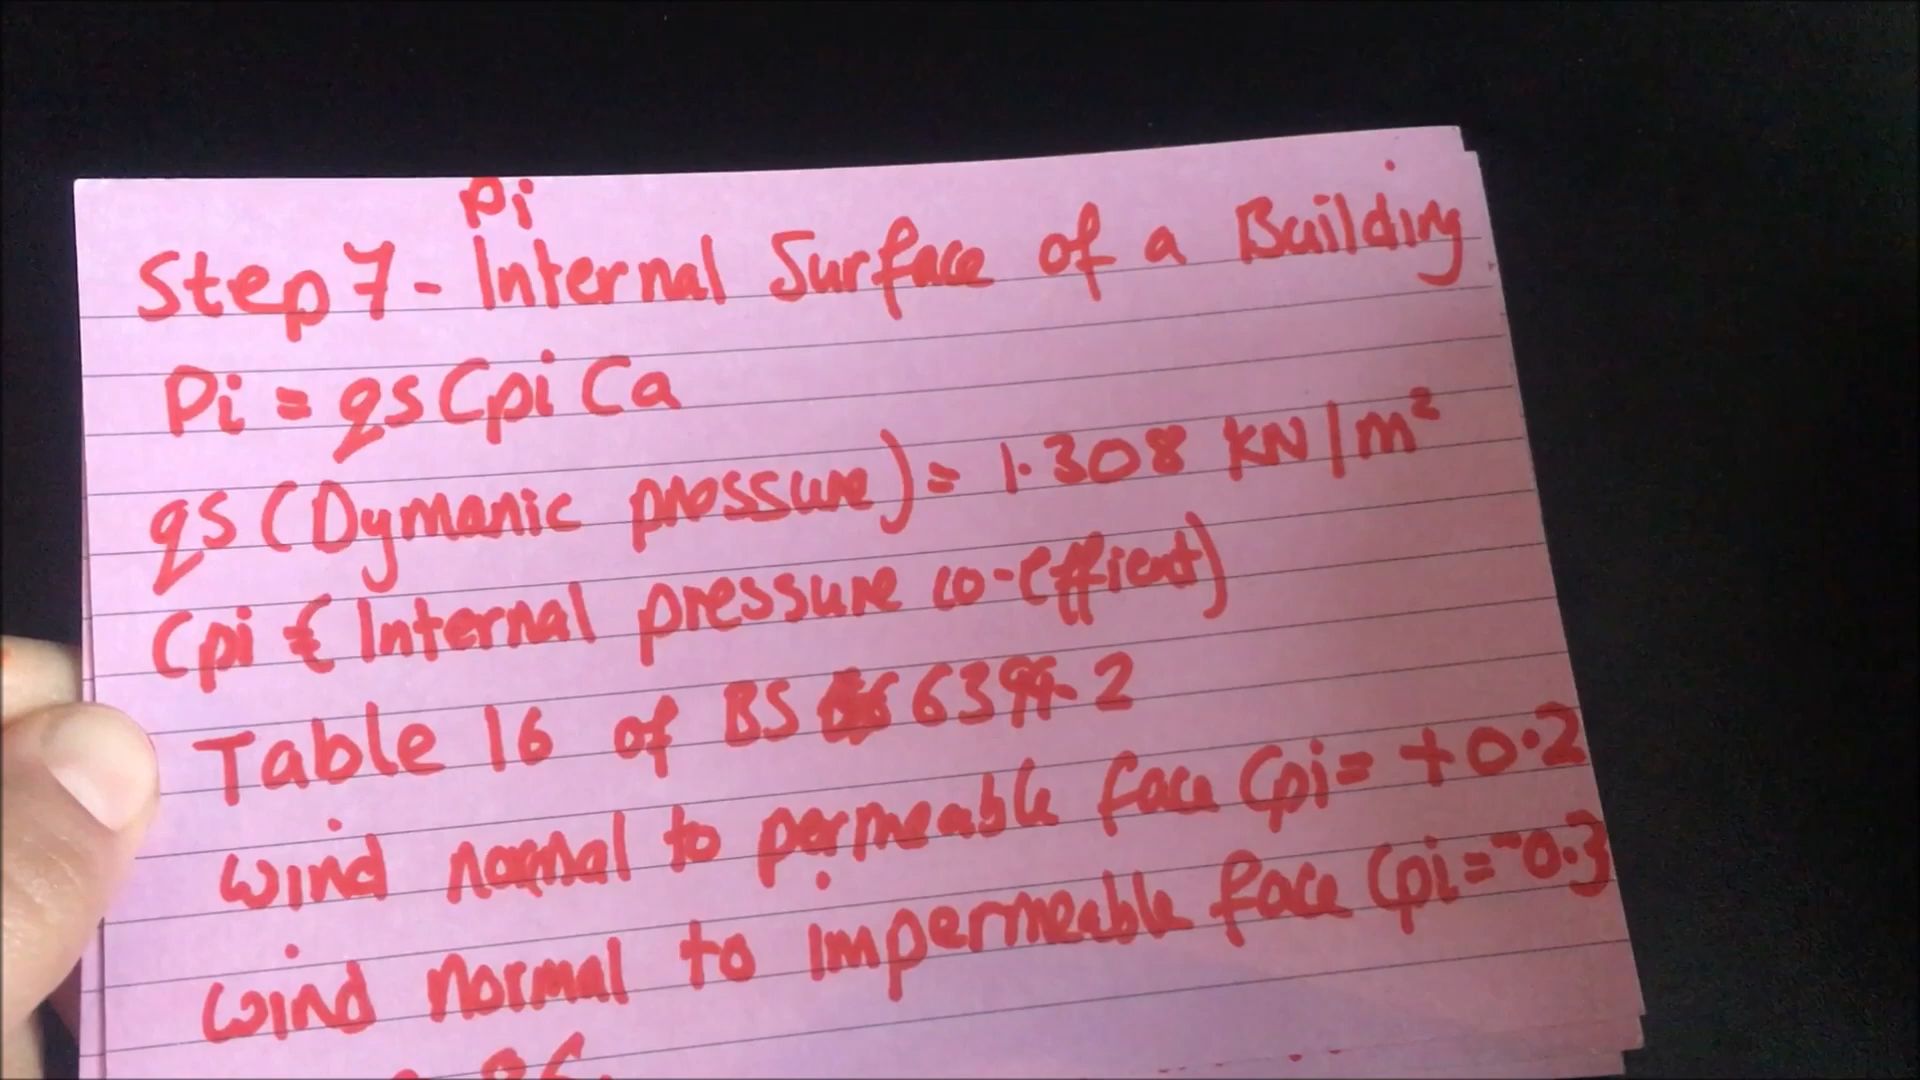 Pi
Step 7 - Internal Surface of a Building
Pi = qs Cpi Ca
qs (Dymanic pressure) = 1.308 KN/m²
Cpi ( Internal pressure co-effient)
Table 16 of BS 6399-2
wind normal to permeable face Cpi = +0.2
wind normal to impermeable face Cpi = -0.3